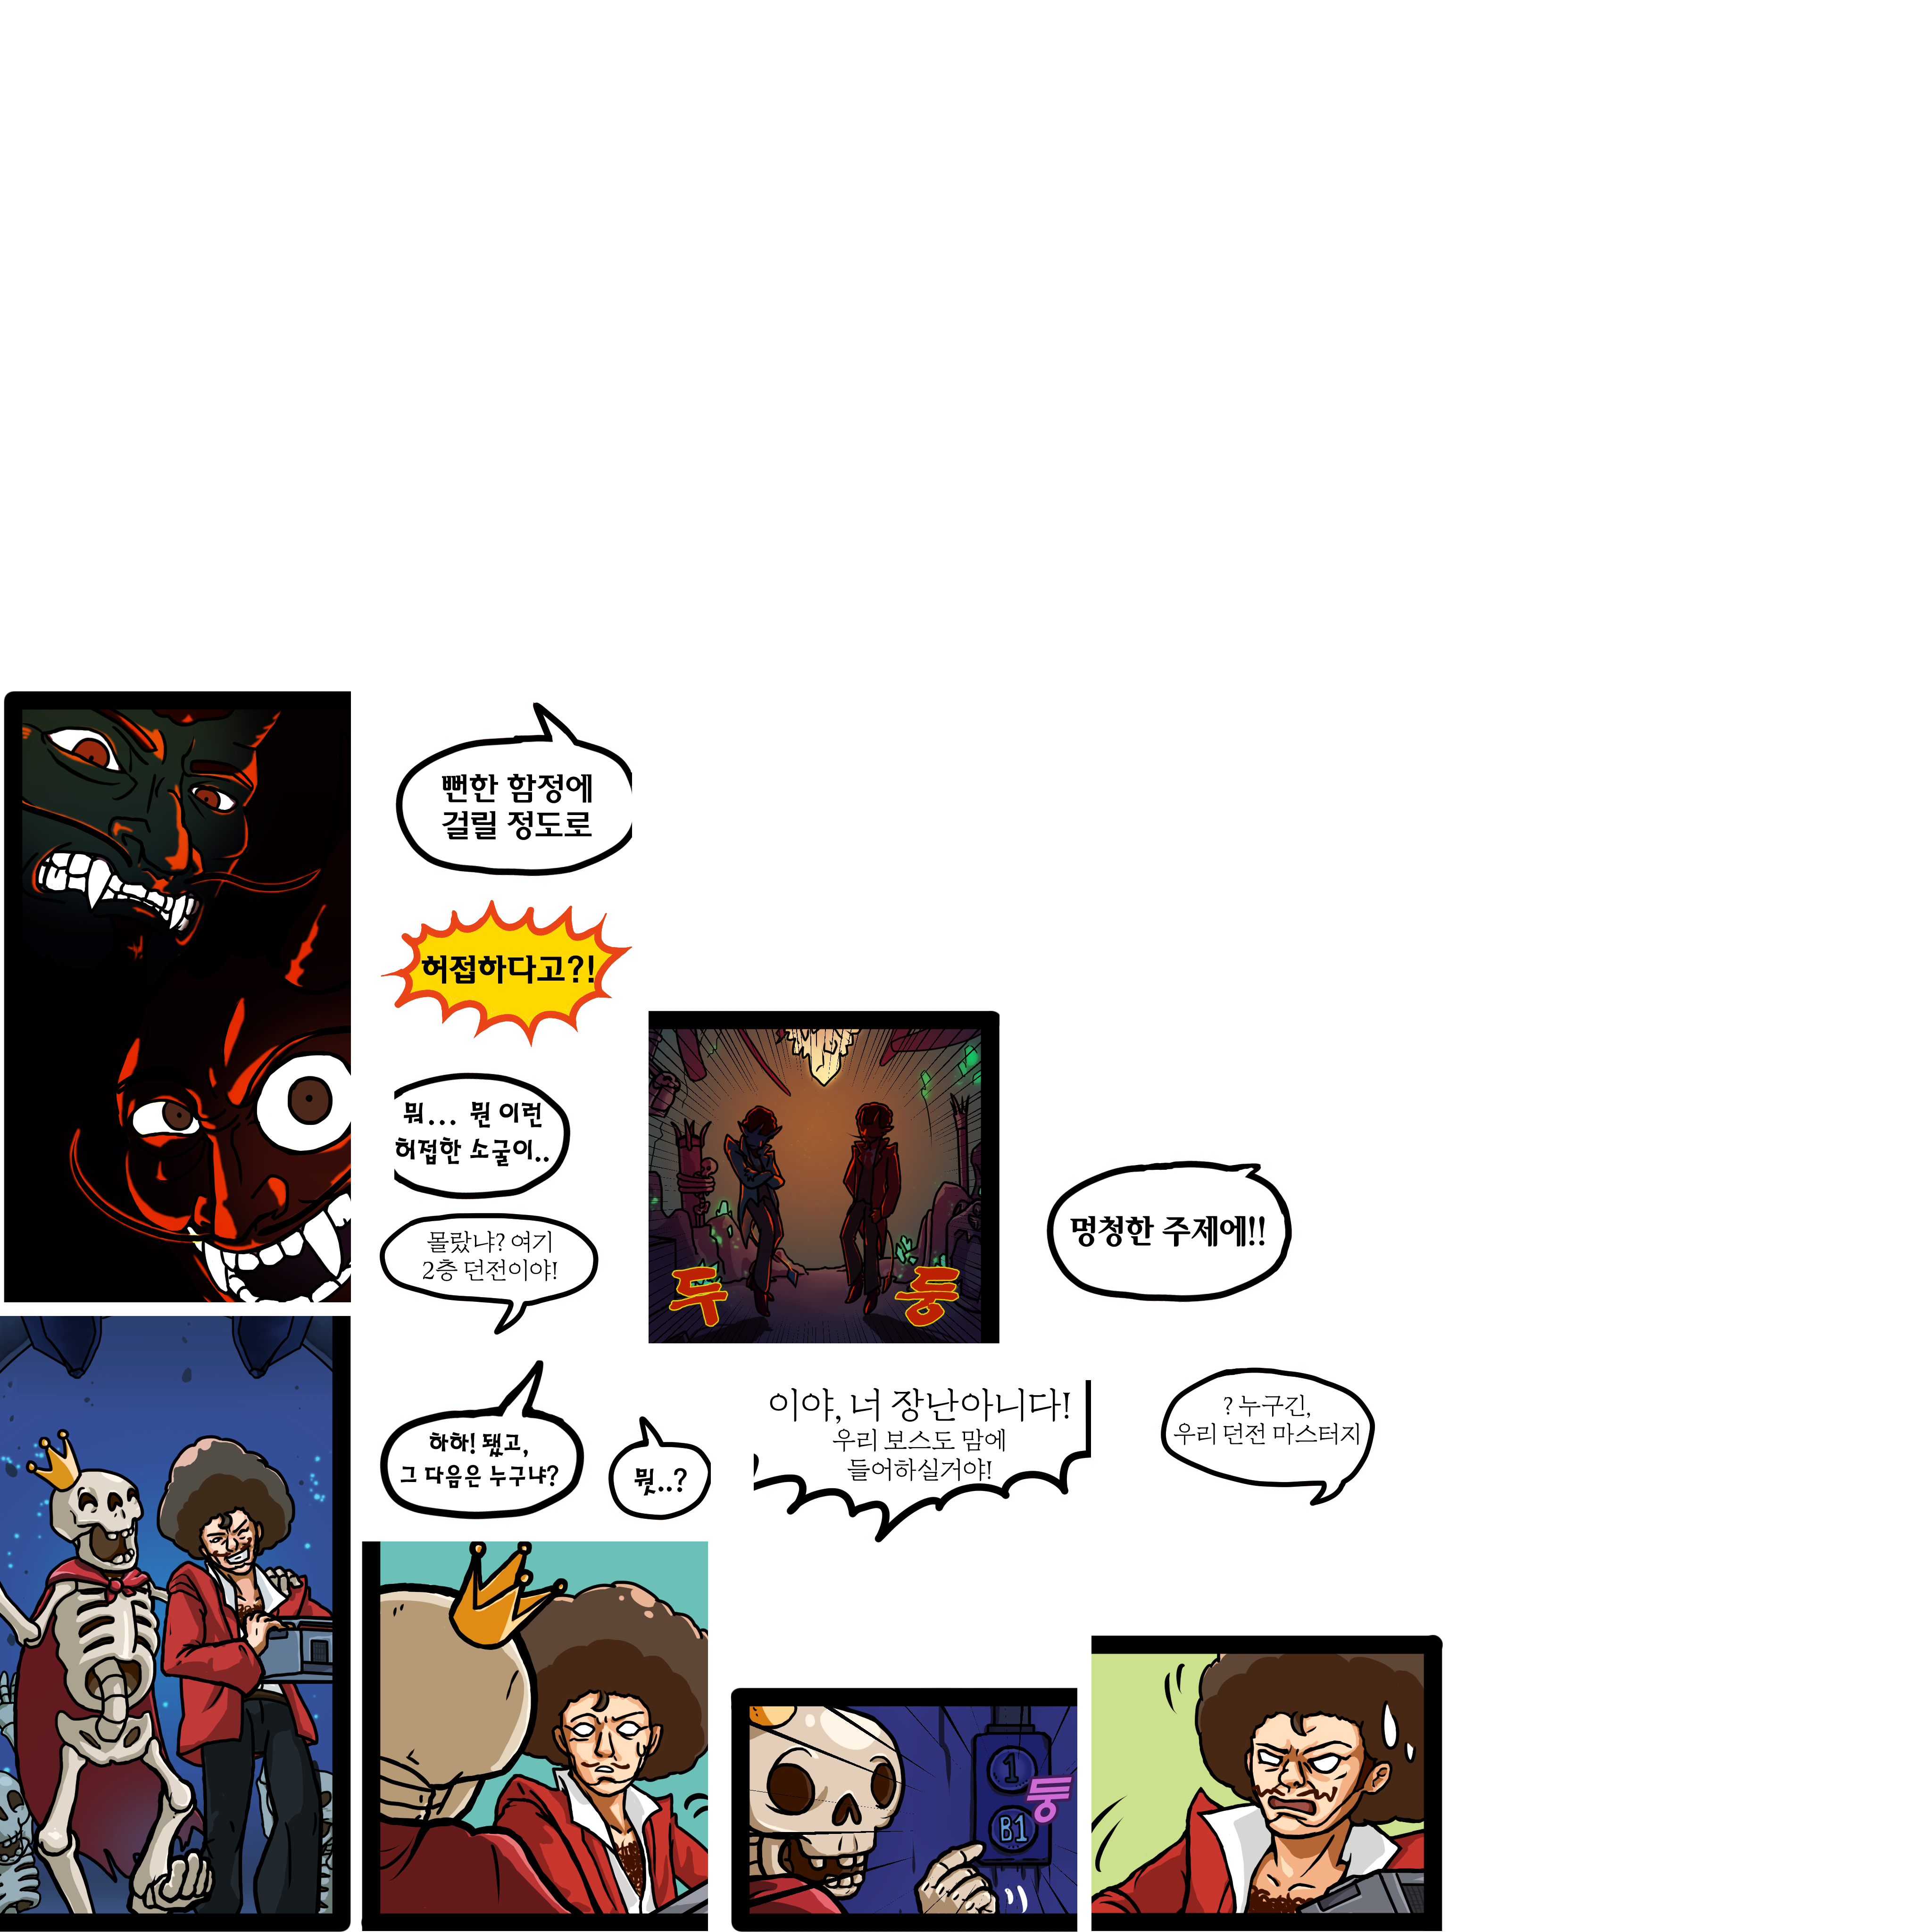 뻔한 함정에
걸릴 정도로
허접하다고?!
뭐... 뭔 이런
허접한 소굴이..
몰랐냐? 여기
2층 던전이야!
두 둥
멍청한 주제에!!
하하! 됐고,
그 다음은 누구냐?
뭣..?
이야, 너 장난아니다!
우리 보스도 맘에
들어하실거야!
? 누구긴,
우리 던전 마스터지
1
둥
B1